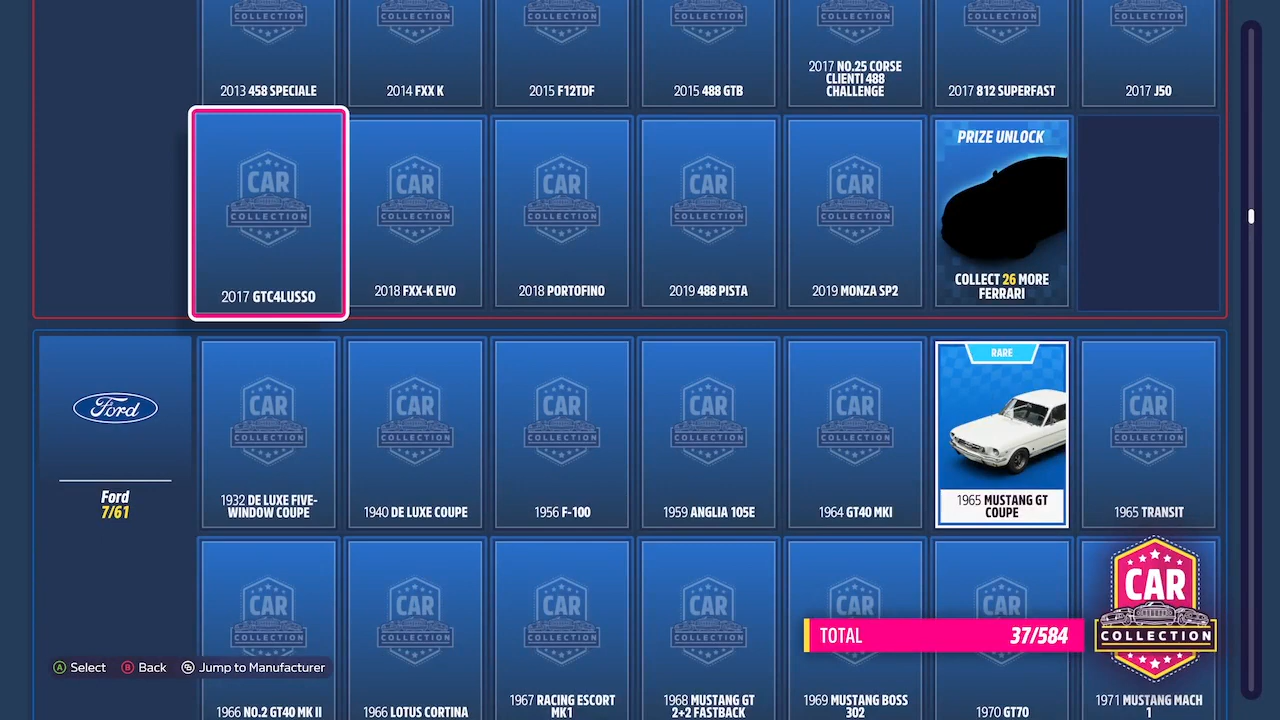 COLLECTION
COLLECTION
COLLECTION
COLLECTION
COLLECTION
COLLECTION
COLLECTION
2013 458 SPECIALE
2014 FXX K
2015 F12TDF
2015 488 GTB
2017 NO.25 CORSE
CLIENTI 488
CHALLENGE
2017 812 SUPERFAST
2017 J50
CAR
COLLECTION
2017 GTC4LUSSO
CAR
COLLECTION
2018 FXX-K EVO
CAR
COLLECTION
2018 PORTOFINO
CAR
COLLECTION
2019 488 PISTA
CAR
COLLECTION
2019 MONZA SP2
PRIZE UNLOCK
COLLECT 26 MORE
FERRARI
Ford
Ford
7/61
CAR
COLLECTION
1932 DE LUXE FIVE-
WINDOW COUPE
CAR
COLLECTION
1940 DE LUXE COUPE
CAR
COLLECTION
1956 F-100
CAR
COLLECTION
1959 ANGLIA 105E
CAR
COLLECTION
1964 GT40 MKI
RARE
1965 MUSTANG GT
COUPE
CAR
COLLECTION
1965 TRANSIT
CAR
COLLECTION
1966 NO.2 GT40 MK II
CAR
COLLECTION
1966 LOTUS CORTINA
CAR
COLLECTION
1967 RACING ESCORT
MK1
CAR
COLLECTION
1968 MUSTANG GT
2+2 FASTBACK
CAR
1969 MUSTANG BOSS
302
CAR
1970 GT70
1971 MUSTANG MACH
1
TOTAL 37/584
CAR
COLLECTION
A Select B Back Jump to Manufacturer